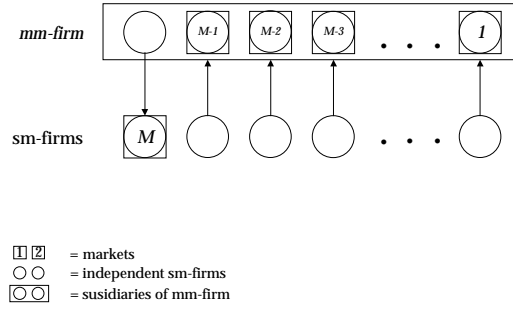 mm-firm M-1 M-2 M-3 . . . 1
sm-firms M . . .
1 2 = markets
= independent sm-firms
= susidiaries of mm-firm